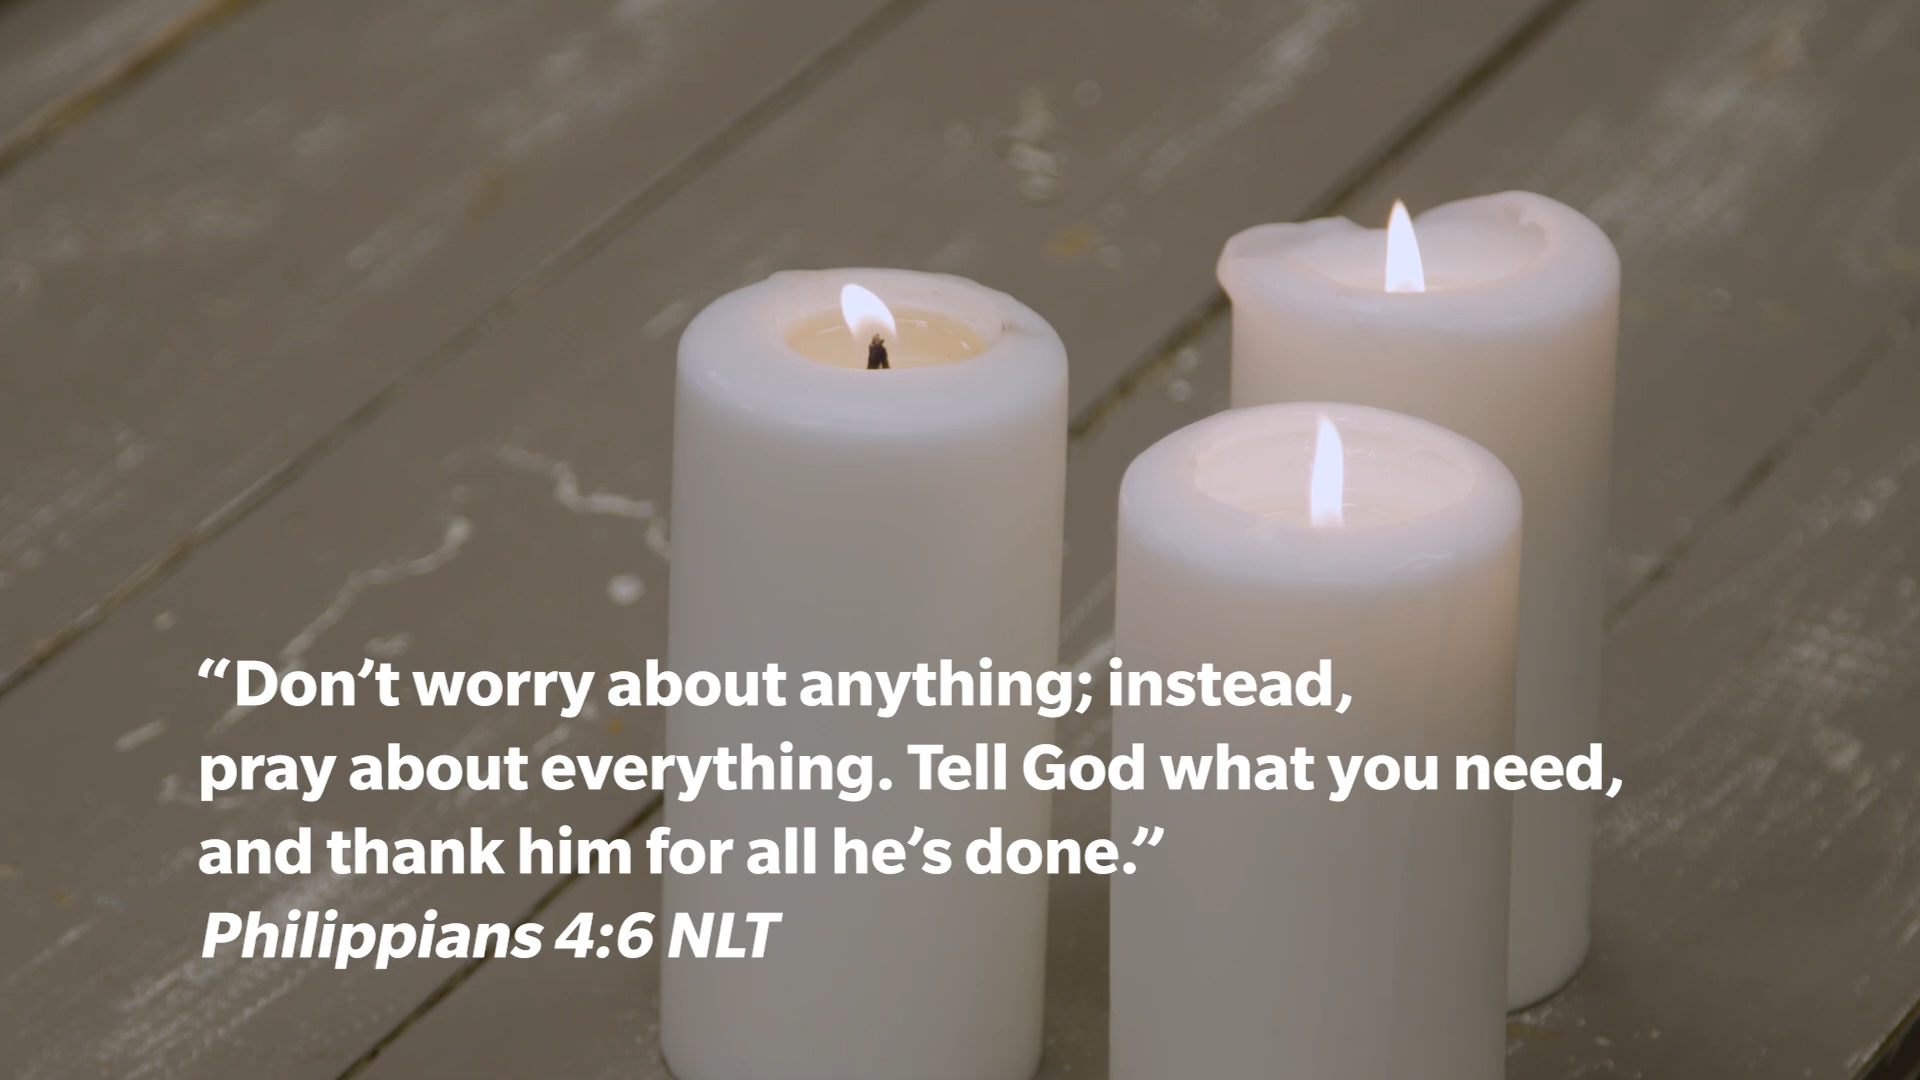 “Don’t worry about anything; instead,
pray about everything. Tell God what you need,
and thank him for all he’s done.”
Philippians 4:6 NLT